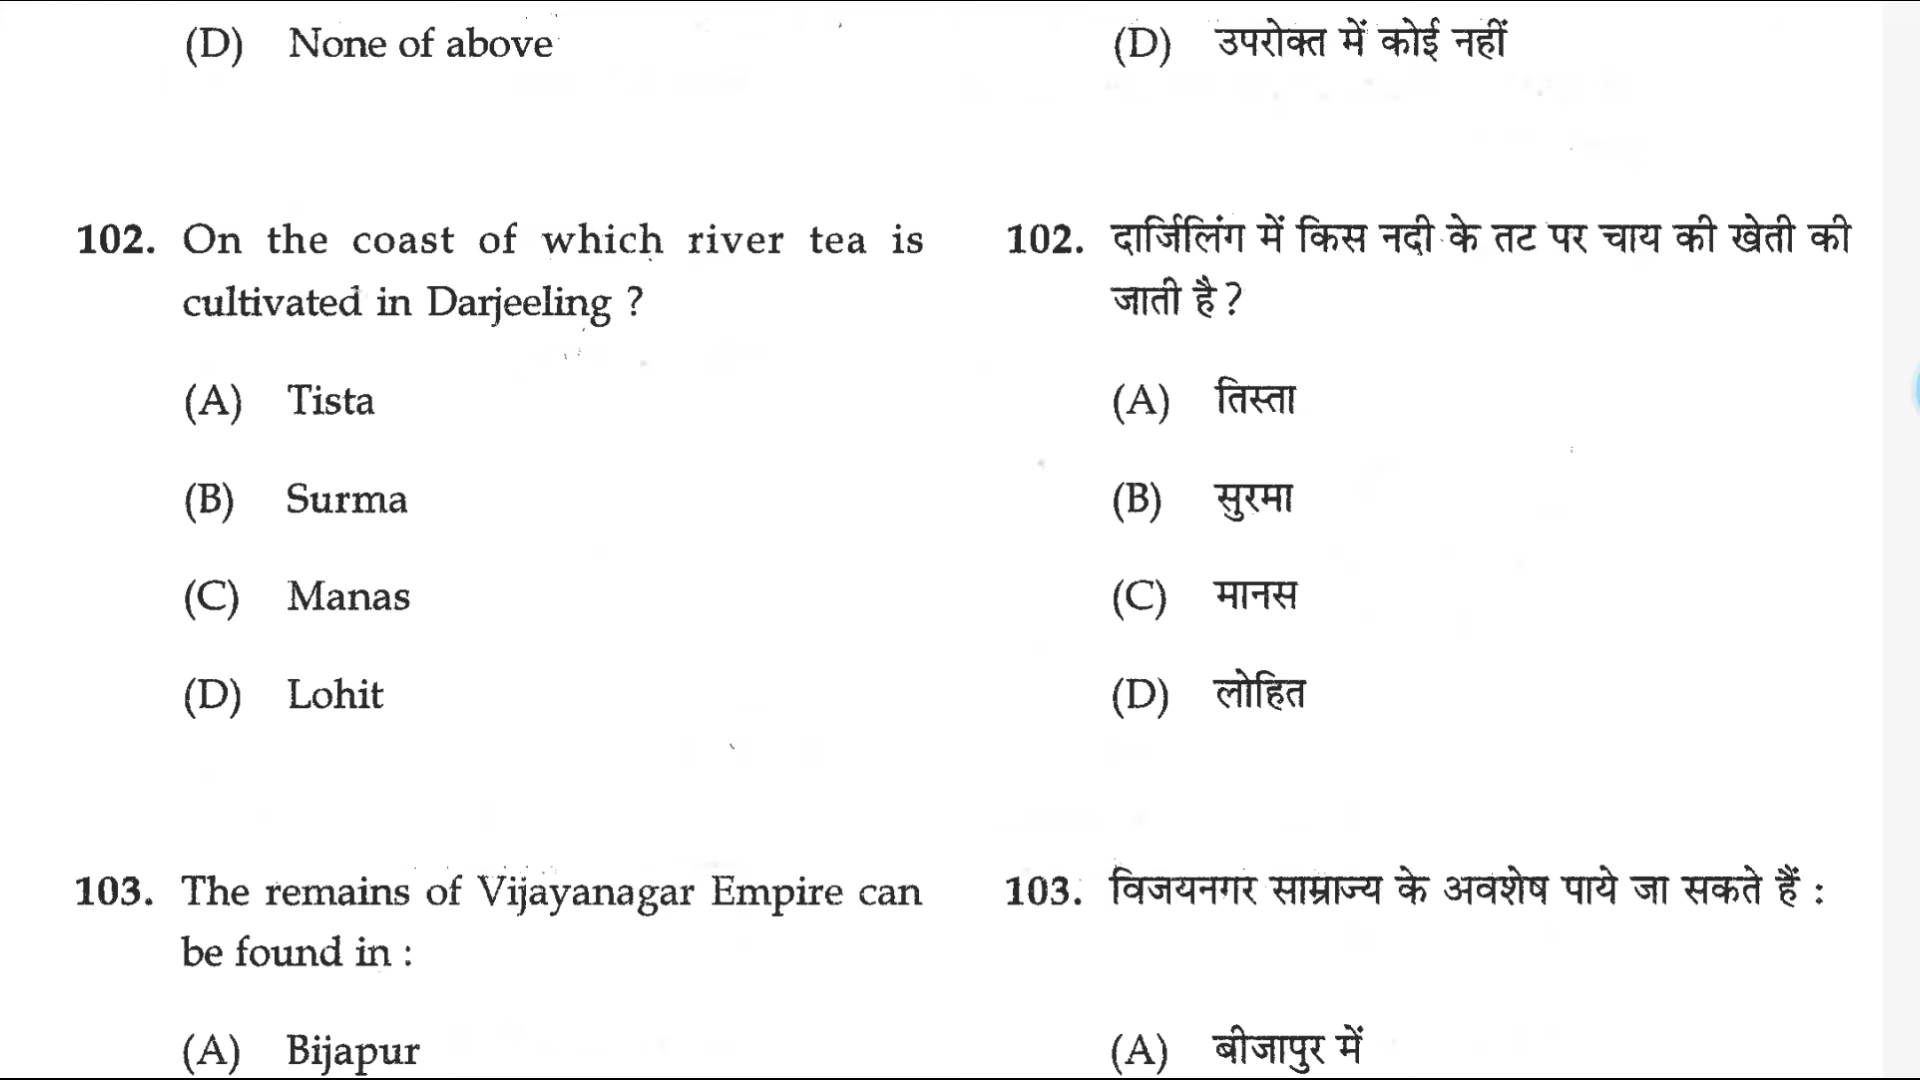 (D) None of above
102. On the coast of which river tea is
cultivated in Darjeeling ?
(A) Tista
(B) Surma
(C) Manas
(D) Lohit
103. The remains of Vijayanagar Empire can
be found in :
(A) Bijapur
(D) उपरोक्त में कोई नहीं
102. दार्जिलिंग में किस नदी के तट पर चाय की खेती की
जाती है ?
(A) तिस्ता
(B) सुरमा
(C) मानस
(D) लोहित
103. विजयनगर साम्राज्य के अवशेष पाये जा सकते हैं :
(A) बीजापुर में